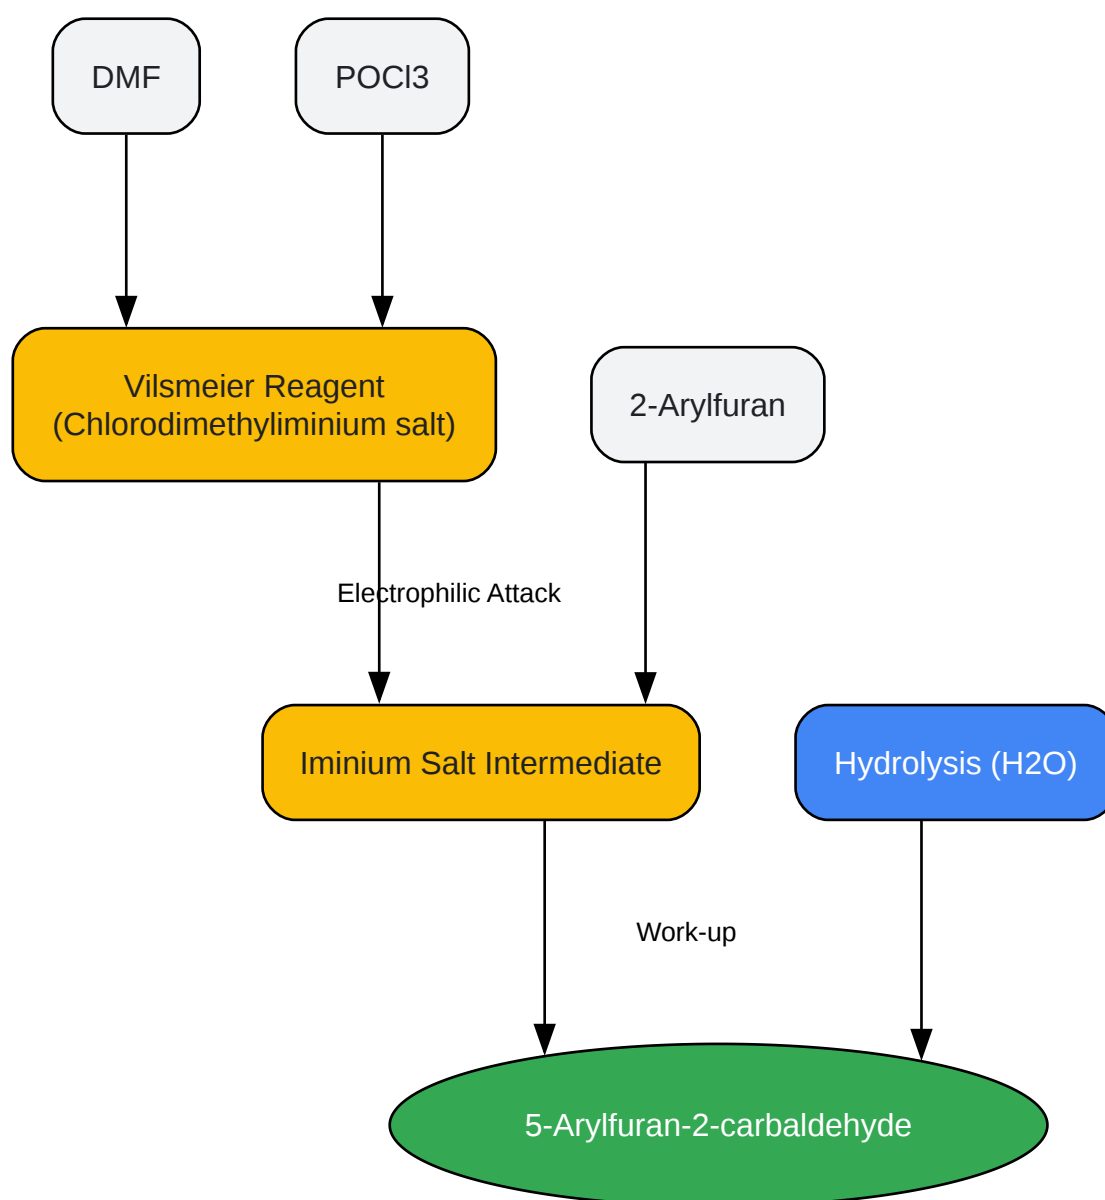 DMF
POCl3
Vilsmeier Reagent
(Chlorodimethyliminium salt)
2-Arylfuran
Electrophilic Attack
Iminium Salt Intermediate
Hydrolysis (H2O)
Work-up
5-Arylfuran-2-carbaldehyde